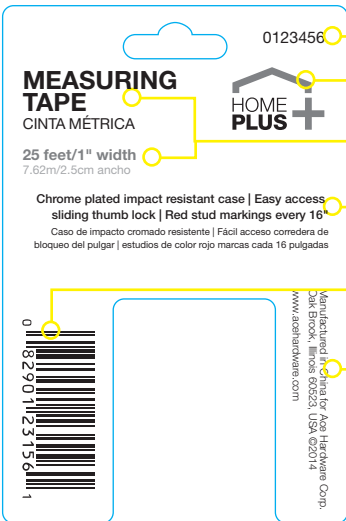 0123456
MEASURING
TAPE
CINTA MÉTRICA
HOME
PLUS+
25 feet/1" width
7.62m/2.5cm ancho
Chrome plated impact resistant case | Easy access
sliding thumb lock | Red stud markings every 16"
Caso de impacto cromado resistente | Fácil acceso corredera de
bloqueo del pulgar | estudios de color rojo marcas cada 16 pulgadas
0 82901 23156 1
Manufactured in China for Ace Hardware Corp.
Oak Brook, Illinois 60523, USA ©2014
www.acehardware.com